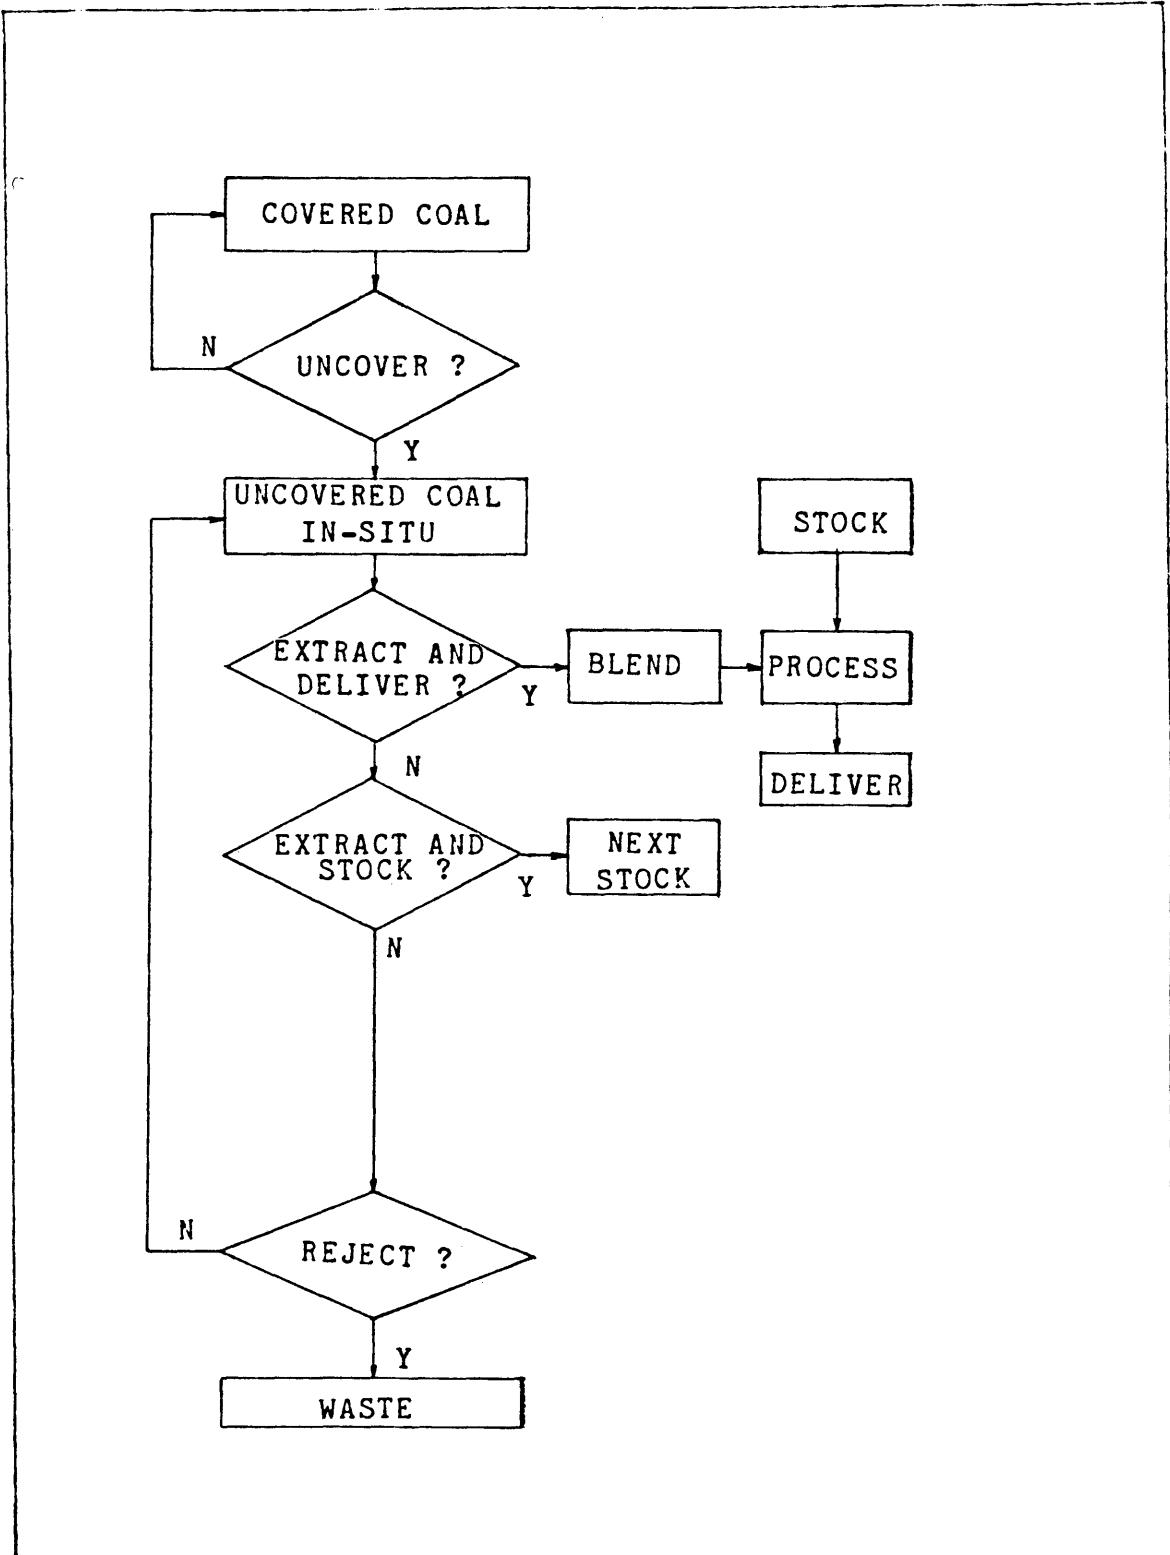 COVERED COAL
N
UNCOVER ?
Y
UNCOVERED COAL
IN-SITU
STOCK
EXTRACT AND
DELIVER ?
Y
BLEND
PROCESS
N
DELIVER
EXTRACT AND
STOCK ?
Y
NEXT
STOCK
N
N
REJECT ?
Y
WASTE